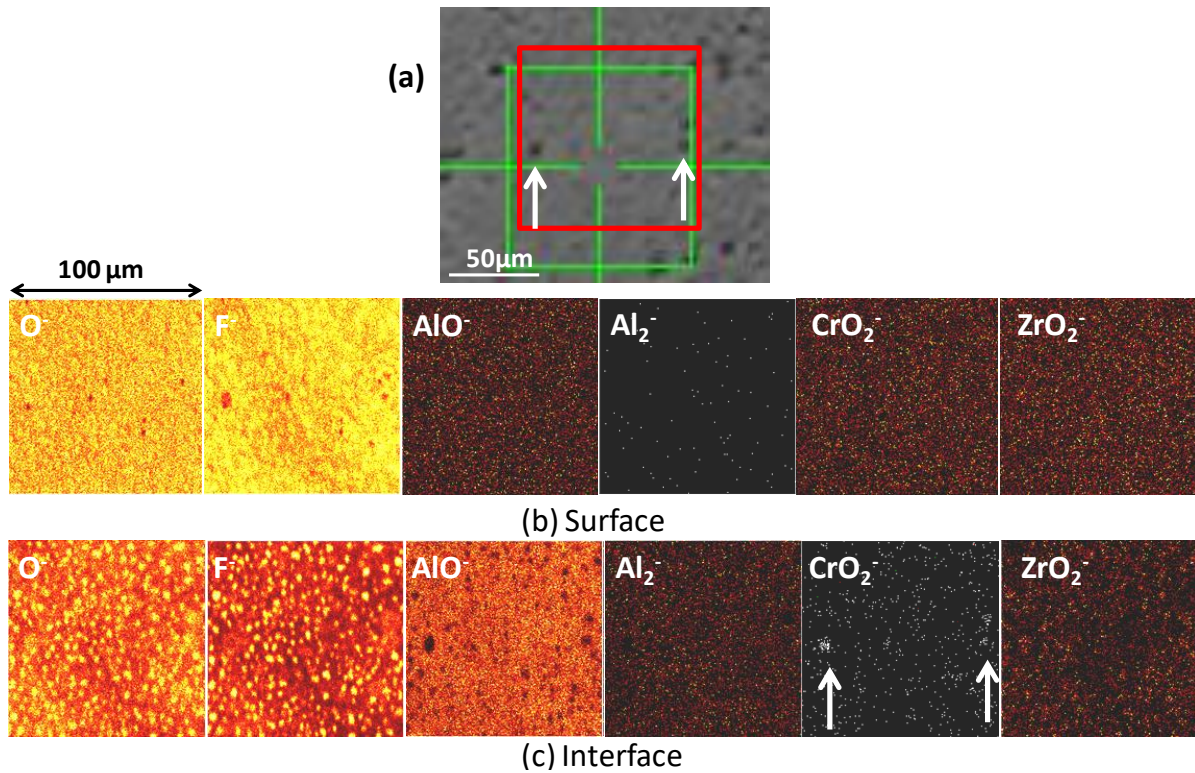 (a)
50μm
100 μm
O⁻ F⁻ AlO⁻ Al₂⁻ CrO₂⁻ ZrO₂⁻
(b) Surface
O⁻ F⁻ AlO⁻ Al₂⁻ CrO₂⁻ ZrO₂⁻
(c) Interface